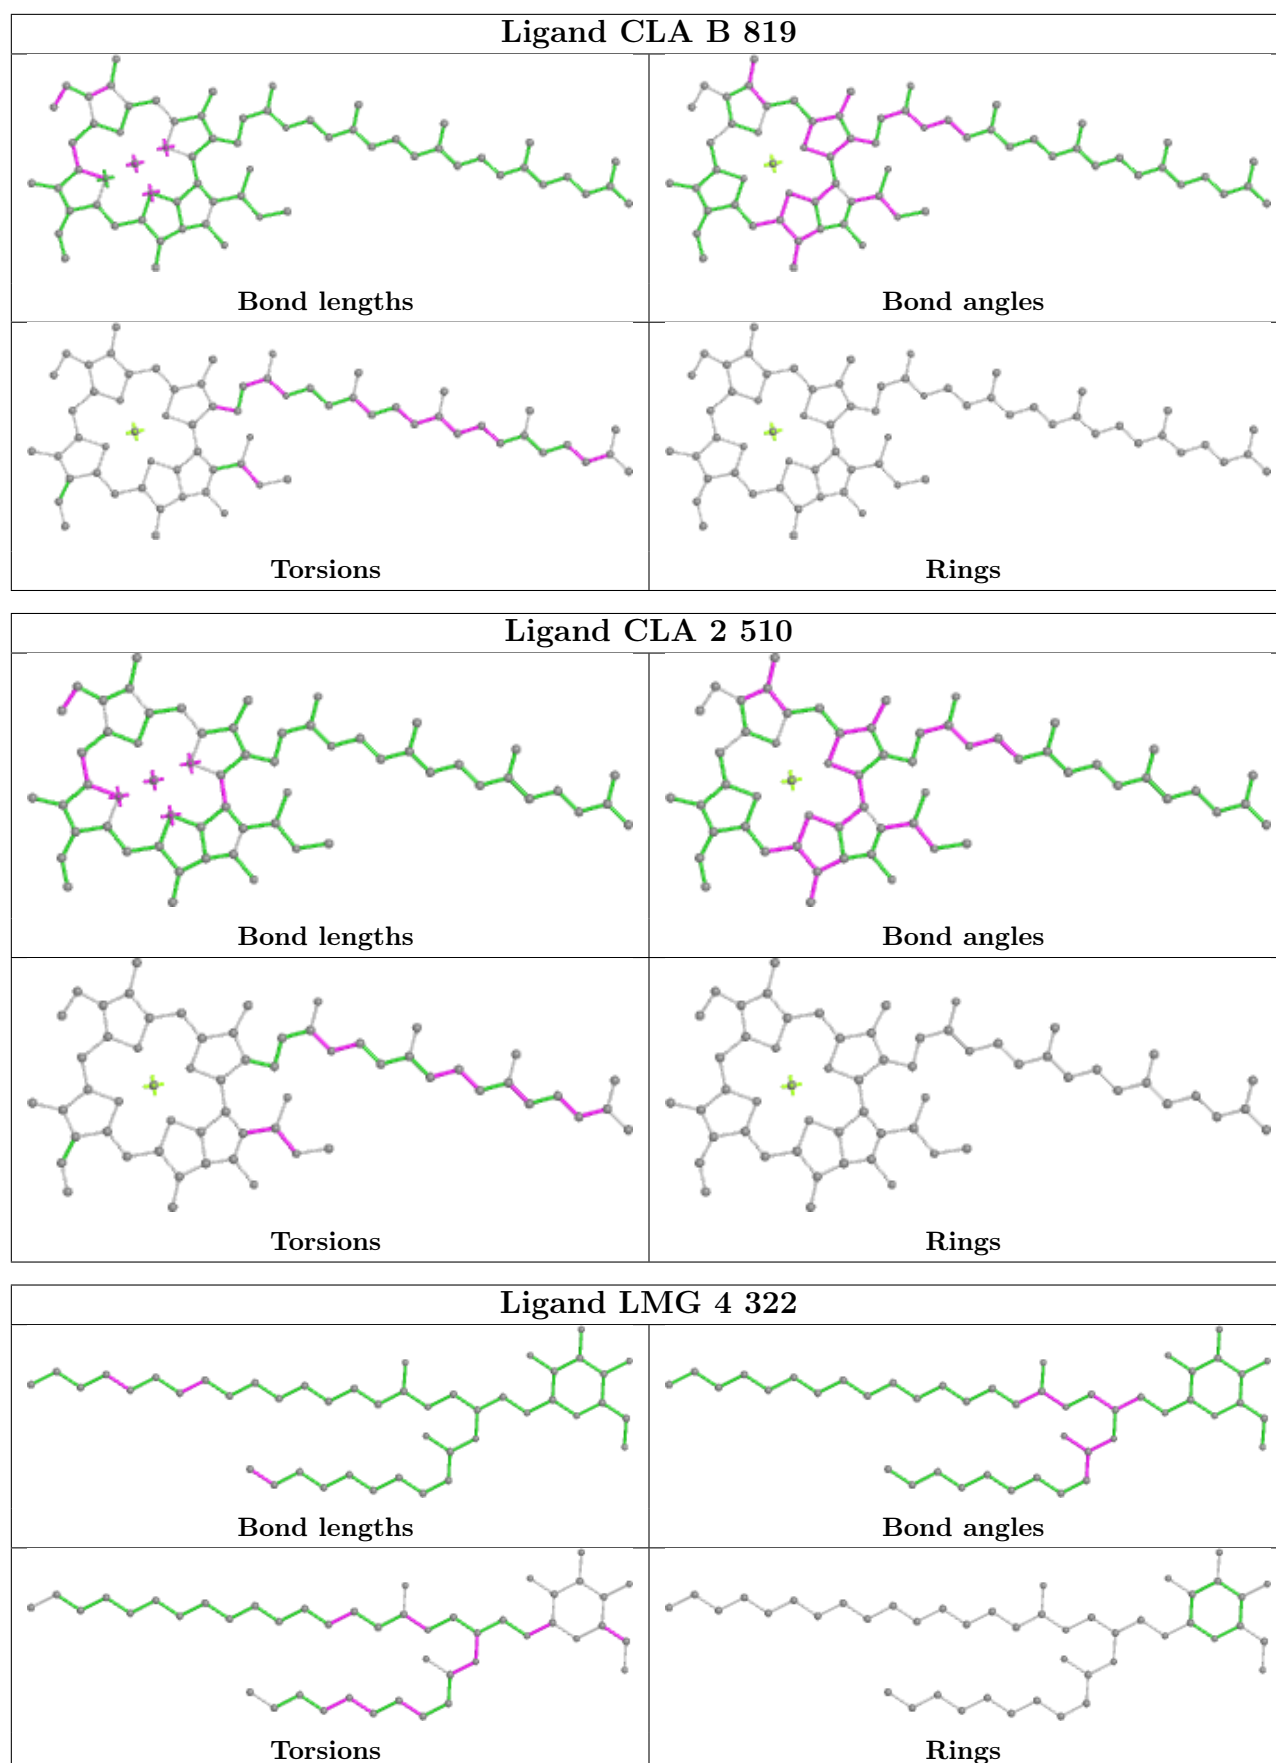 Ligand CLA B 819
Bond lengths
Bond angles
Torsions
Rings
Ligand CLA 2 510
Bond lengths
Bond angles
Torsions
Rings
Ligand LMG 4 322
Bond lengths
Bond angles
Torsions
Rings